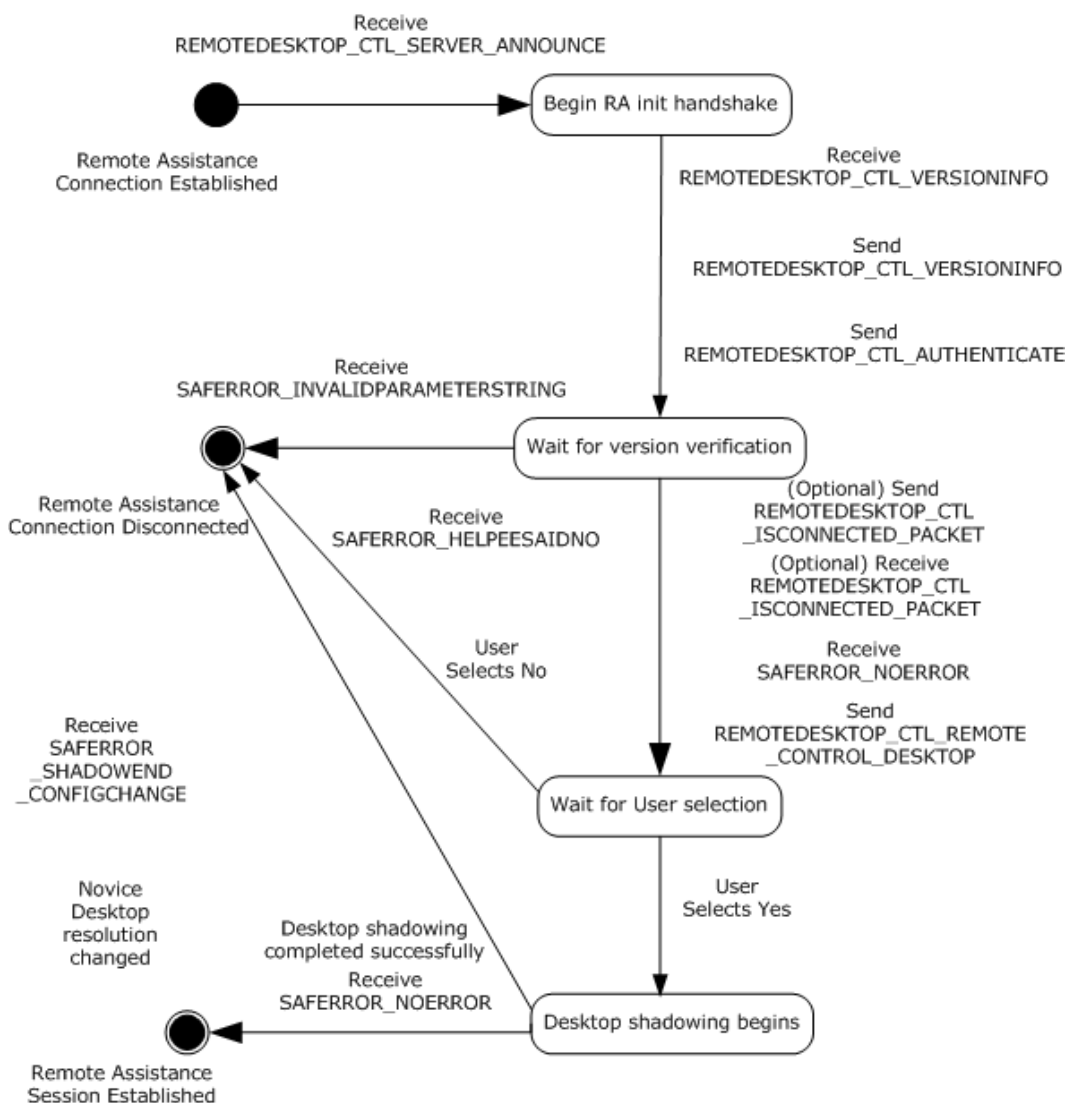 Receive
REMOTEDESKTOP_CTL_SERVER_ANNOUNCE
Begin RA init handshake
Remote Assistance
Connection Established
Receive
REMOTEDESKTOP_CTL_VERSIONINFO
Send
REMOTEDESKTOP_CTL_VERSIONINFO
Send
REMOTEDESKTOP_CTL_AUTHENTICATE
Receive
SAFERROR_INVALIDPARAMETERSTRING
Wait for version verification
Remote Assistance
Connection Disconnected
(Optional) Send
REMOTEDESKTOP_CTL
_ISCONNECTED_PACKET
Receive
SAFERROR_HELPEESAIDNO
(Optional) Receive
REMOTEDESKTOP_CTL
_ISCONNECTED_PACKET
User
Selects No
Receive
SAFERROR_NOERROR
Send
REMOTEDESKTOP_CTL_REMOTE
_CONTROL_DESKTOP
Receive
SAFERROR
_SHADOWEND
_CONFIGCHANGE
Wait for User selection
User
Selects Yes
Novice
Desktop
resolution
changed
Desktop shadowing
completed successfully
Receive
SAFERROR_NOERROR
Desktop shadowing begins
Remote Assistance
Session Established